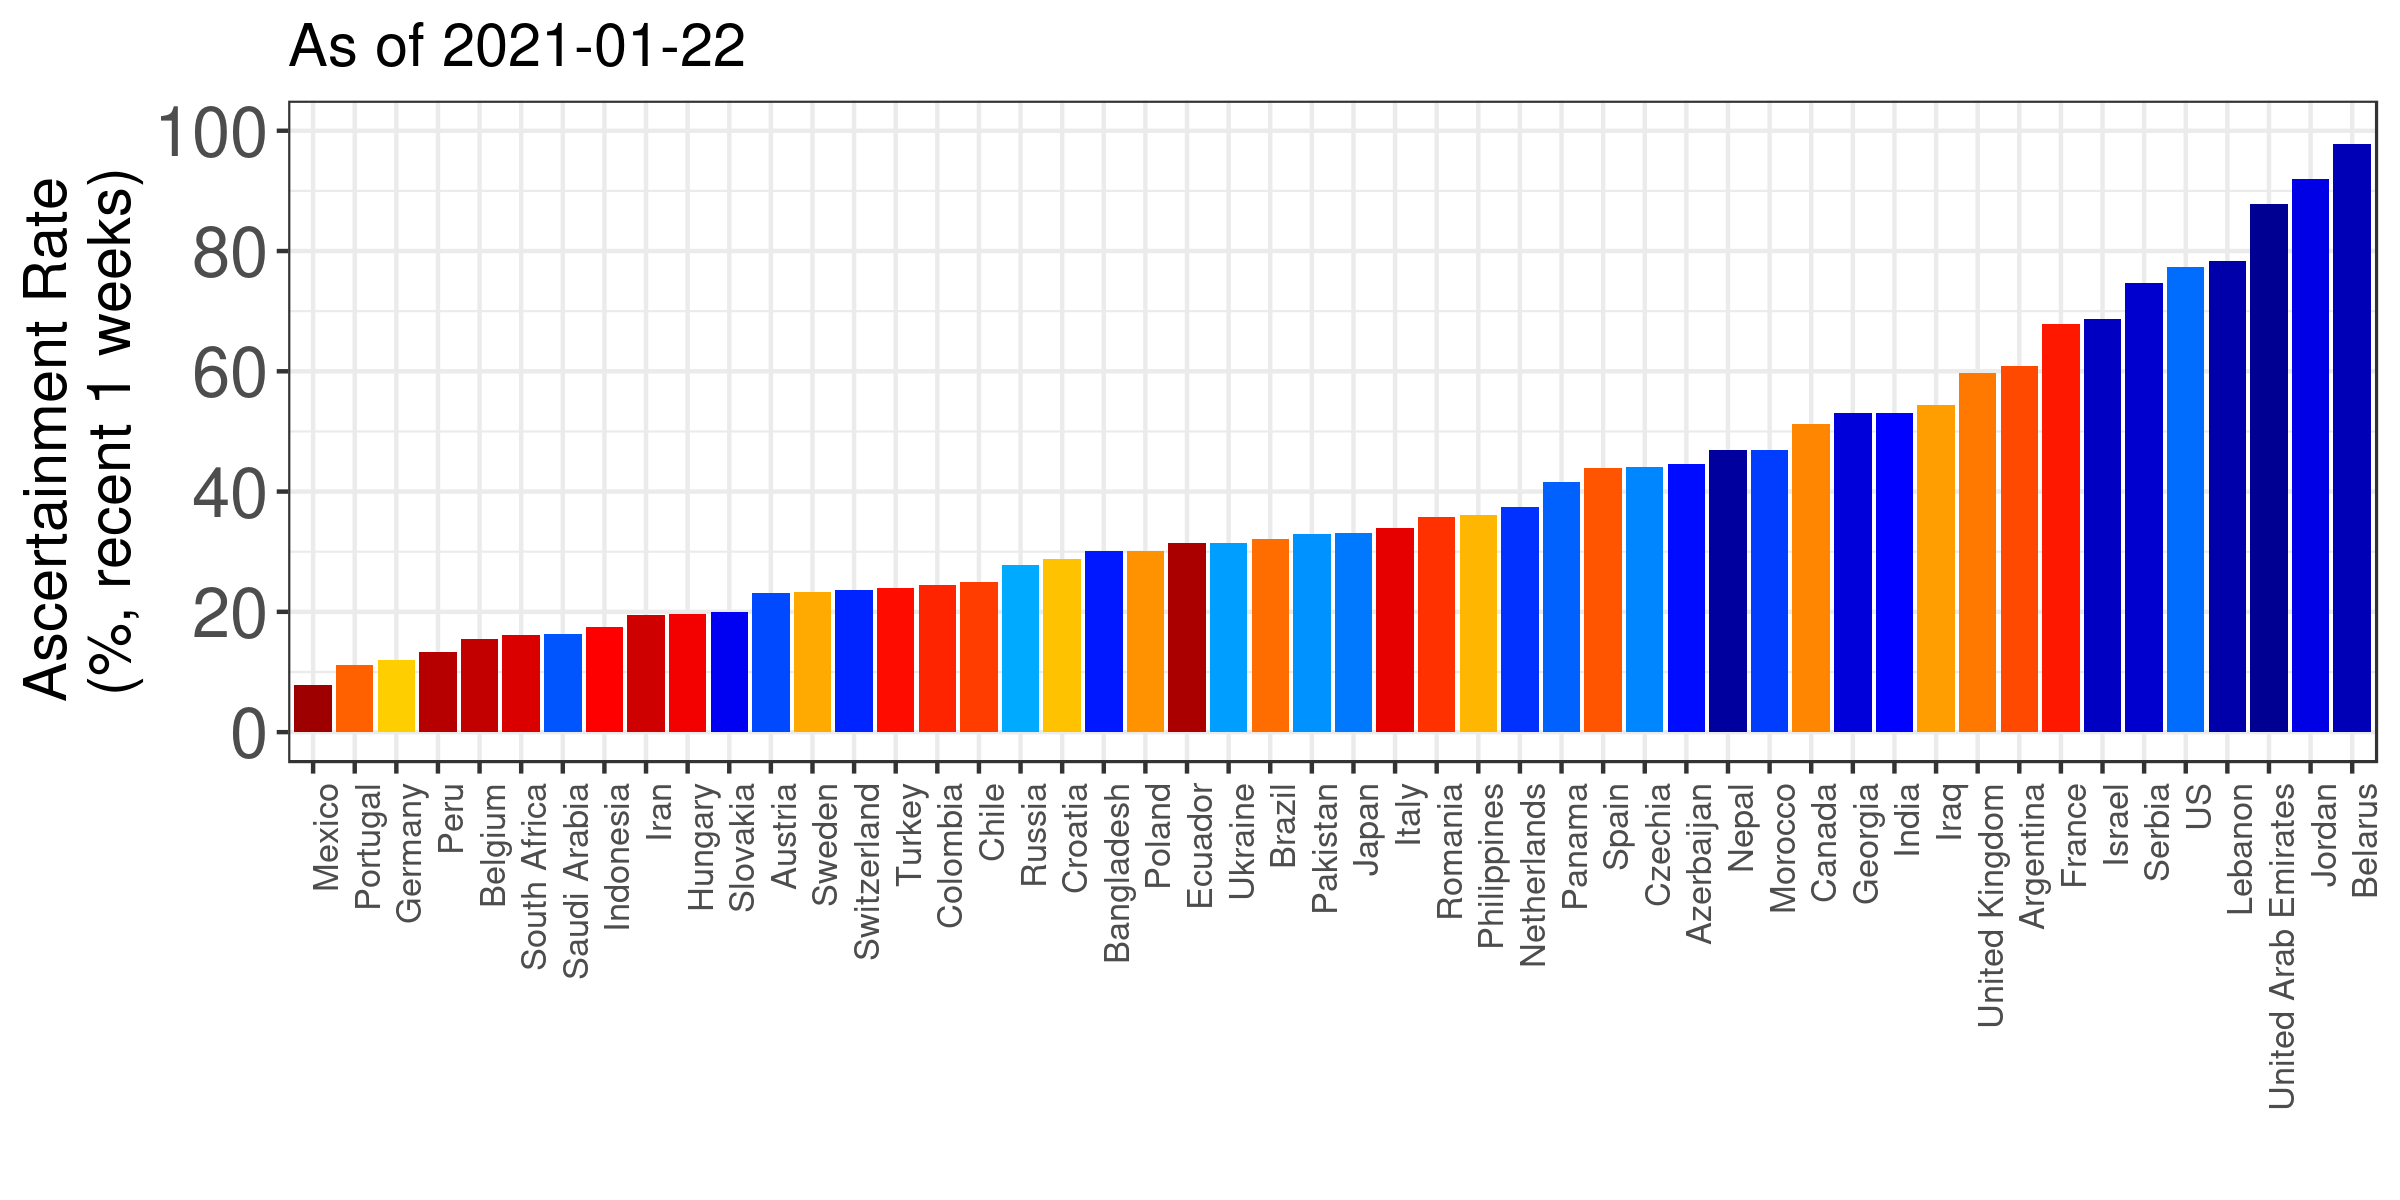 As of 2021-01-22
Ascertainment Rate
(%, recent 1 weeks)
100
80
60
40
20
0
Mexico
Portugal
Germany
Peru
Belgium
South Africa
Saudi Arabia
Indonesia
Iran
Hungary
Slovakia
Austria
Sweden
Switzerland
Turkey
Colombia
Chile
Russia
Croatia
Bangladesh
Poland
Ecuador
Ukraine
Brazil
Pakistan
Japan
Italy
Romania
Philippines
Netherlands
Panama
Spain
Czechia
Azerbaijan
Nepal
Morocco
Canada
Georgia
India
Iraq
United Kingdom
Argentina
France
Israel
Serbia
US
Lebanon
United Arab Emirates
Jordan
Belarus